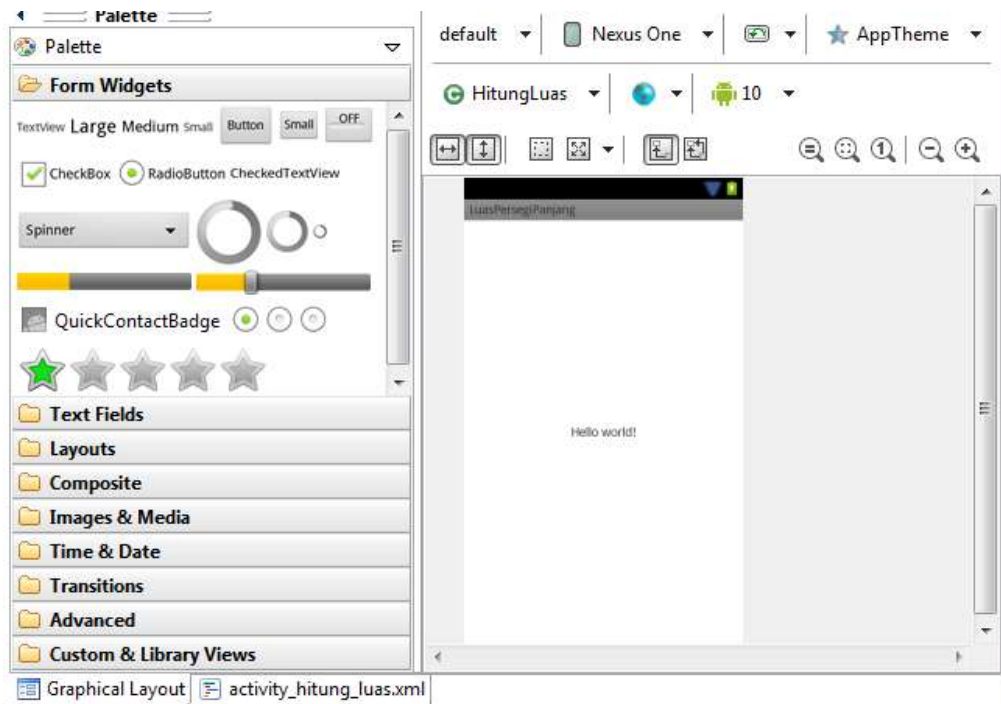 Palette
Palette
Form Widgets
TextView Large Medium Small Button Small OFF
CheckBox RadioButton CheckedTextView
Spinner
QuickContactBadge
Text Fields
Layouts
Composite
Images & Media
Time & Date
Transitions
Advanced
Custom & Library Views
Graphical Layout activity_hitung_luas.xml
default Nexus One AppTheme
HitungLuas 10
1
LuasPersegiPanjang
Hello world!